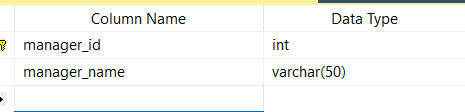 Column Name Data Type
manager_id int
manager_name varchar(50)